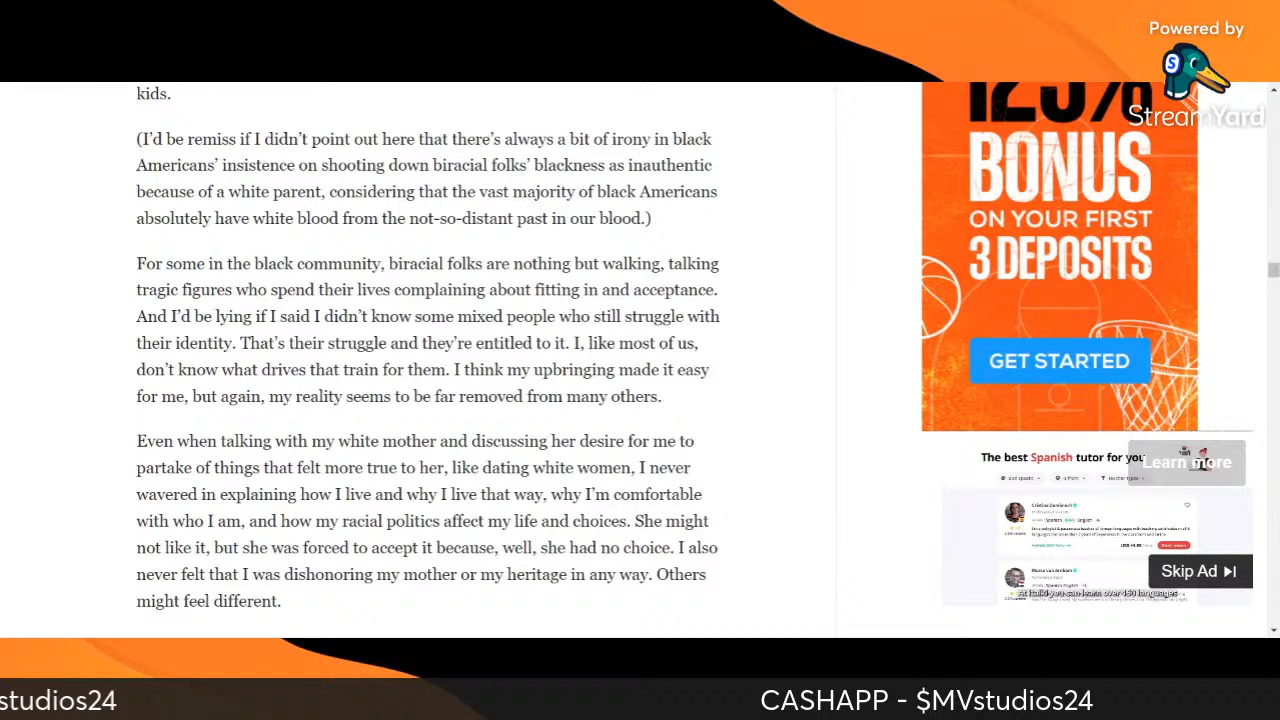 Powered by
StreamYard
kids.
(I'd be remiss if I didn't point out here that there's always a bit of irony in black
Americans' insistence on shooting down biracial folks' blackness as inauthentic
because of a white parent, considering that the vast majority of black Americans
absolutely have white blood from the not-so-distant past in our blood.)
For some in the black community, biracial folks are nothing but walking, talking
tragic figures who spend their lives complaining about fitting in and acceptance.
And I'd be lying if I said I didn't know some mixed people who still struggle with
their identity. That's their struggle and they're entitled to it. I, like most of us,
don't know what drives that train for them. I think my upbringing made it easy
for me, but again, my reality seems to be far removed from many others.
Even when talking with my white mother and discussing her desire for me to
partake of things that felt more true to her, like dating white women, I never
wavered in explaining how I live and why I live that way, why I'm comfortable
with who I am, and how my racial politics affect my life and choices. She might
not like it, but she was forced to accept it because, well, she had no choice. I also
never felt that I was dishonoring my mother or my heritage in any way. Others
might feel different.
125%
BONUS
ON YOUR FIRST
3 DEPOSITS
GET STARTED
The best Spanish tutor for you
Learn more
Spanish English
Spanish English
Skip Ad
you can learn over 150 languages
studios24
CASHAPP - $MVstudios24